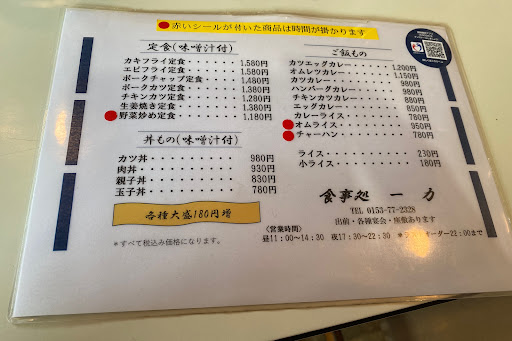 ●赤いシールが付いた商品は時間が掛かります
定食(味噌汁付)
カキフライ定食・・・・・1,580円
エビフライ定食・・・・・1,580円
ポークチャップ定食・・・1,480円
ポークカツ定食・・・・・1,380円
チキンカツ定食・・・・・1,280円
生姜焼き定食・・・・・・1,380円
●野菜炒め定食・・・・・・1,180円
丼もの(味噌汁付)
カツ丼・・・・・・・・・980円
肉丼・・・・・・・・・・930円
親子丼・・・・・・・・・830円
玉子丼・・・・・・・・・780円
各種大盛180円増
＊すべて税込み価格になります。
ご飯もの
カツエッグカレー・・・・1,200円
オムレツカレー・・・・・1,150円
カツカレー・・・・・・・980円
ハンバーグカレー・・・・980円
チキンカツカレー・・・・880円
エッグカレー・・・・・・950円
カレーライス・・・・・・780円
●オムライス・・・・・・・950円
●チャーハン・・・・・・・780円
ライス・・・・・・・・・230円
小ライス・・・・・・・・180円
食事処 一力
TEL 0153-77-2328
出前・各種宴会・座敷あります
〈営業時間〉
昼11：00～14：30 夜17：30～22：30 ＊ラストオーダー22：00まで